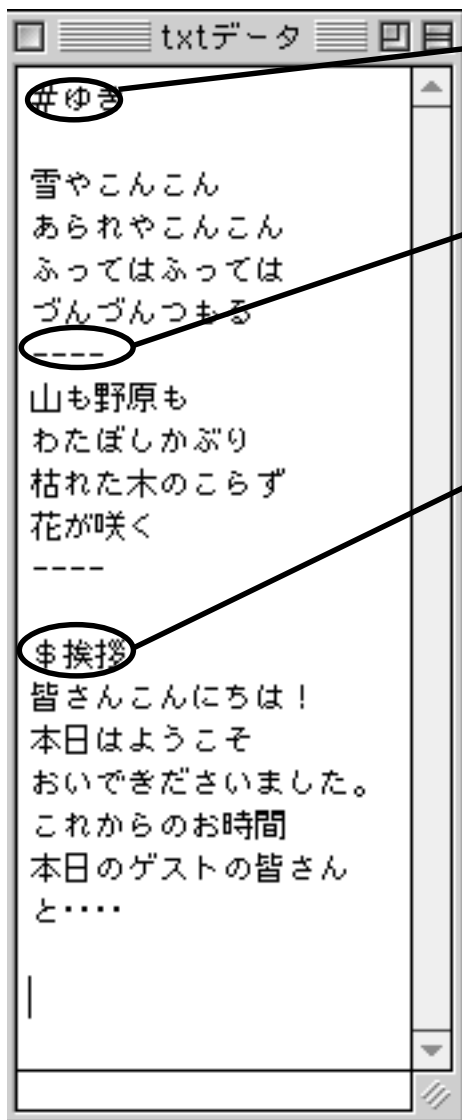 txtデータ
#ゆき
雪やこんこん
あられやこんこん
ふってはふっては
づんづんつもる
----
山も野原も
わたぼしかぶり
枯れた木のこらず
花が咲く
----
$挨拶
皆さんこんにちは！
本日はようこそ
おいできださいました。
これからのお時間
本日のゲストの皆さん
と････